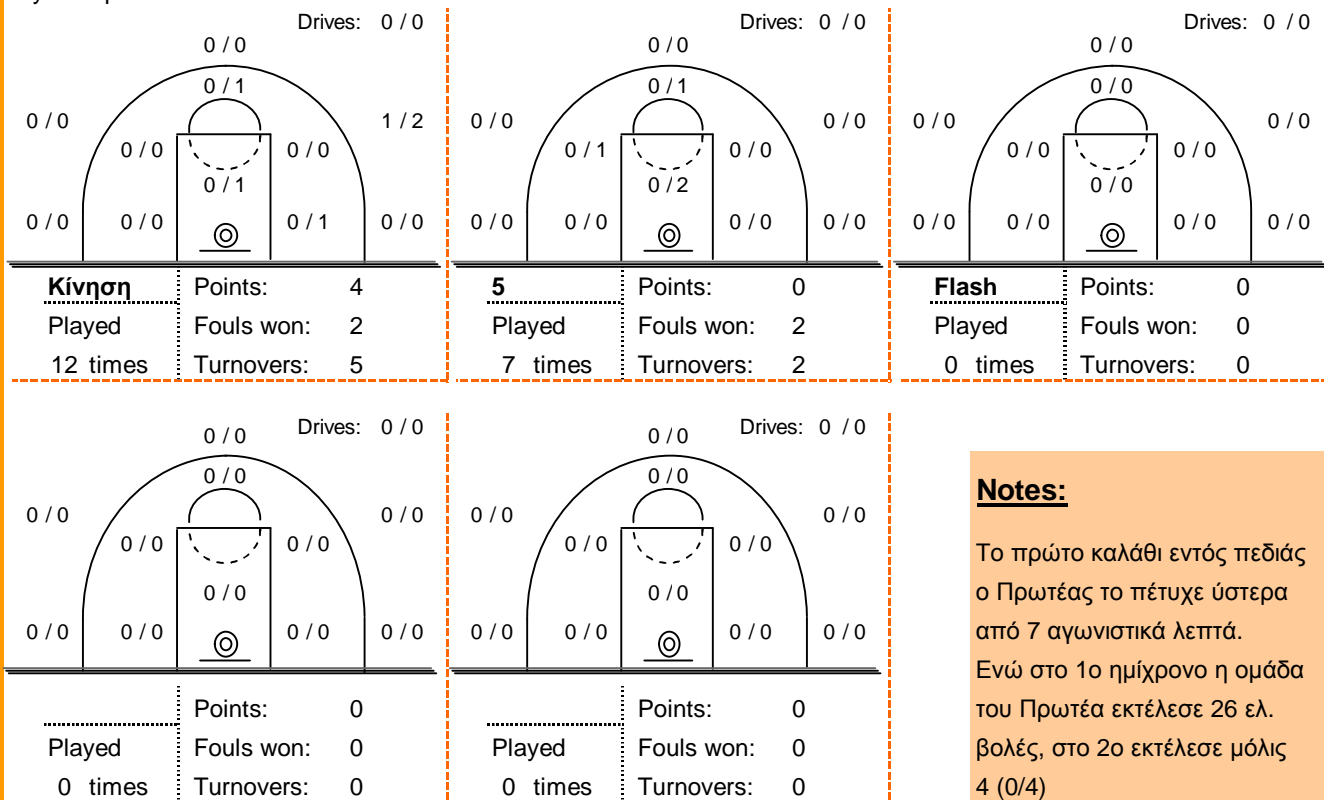 Drives: 0 / 0
0 / 0
0 / 1
0 / 0 1 / 2
0 / 0 0 / 0
0 / 1
0 / 0 0 / 0 0 / 1 0 / 0
Κίνηση Points: 4
Played Fouls won: 2
12 times Turnovers: 5
Drives: 0 / 0
0 / 0
0 / 1
0 / 0 0 / 0
0 / 1 0 / 0
0 / 2
0 / 0 0 / 0 0 / 0 0 / 0
5 Points: 0
Played Fouls won: 2
7 times Turnovers: 2
Drives: 0 / 0
0 / 0
0 / 0
0 / 0 0 / 0
0 / 0 0 / 0
0 / 0
0 / 0 0 / 0 0 / 0 0 / 0
Flash Points: 0
Played Fouls won: 0
0 times Turnovers: 0
Drives: 0 / 0
0 / 0
0 / 0
0 / 0 0 / 0
0 / 0 0 / 0
0 / 0
0 / 0 0 / 0 0 / 0 0 / 0
Points: 0
Played Fouls won: 0
0 times Turnovers: 0
Drives: 0 / 0
0 / 0
0 / 0
0 / 0 0 / 0
0 / 0 0 / 0
0 / 0
0 / 0 0 / 0 0 / 0 0 / 0
Points: 0
Played Fouls won: 0
0 times Turnovers: 0
Notes:
Το πρώτο καλάθι εντός πεδιάς
ο Πρωτέας το πέτυχε ύστερα
από 7 αγωνιστικά λεπτά.
Ενώ στο 1ο ημίχρονο η ομάδα
του Πρωτέα εκτέλεσε 26 ελ.
βολές, στο 2ο εκτέλεσε μόλις
4 (0/4)